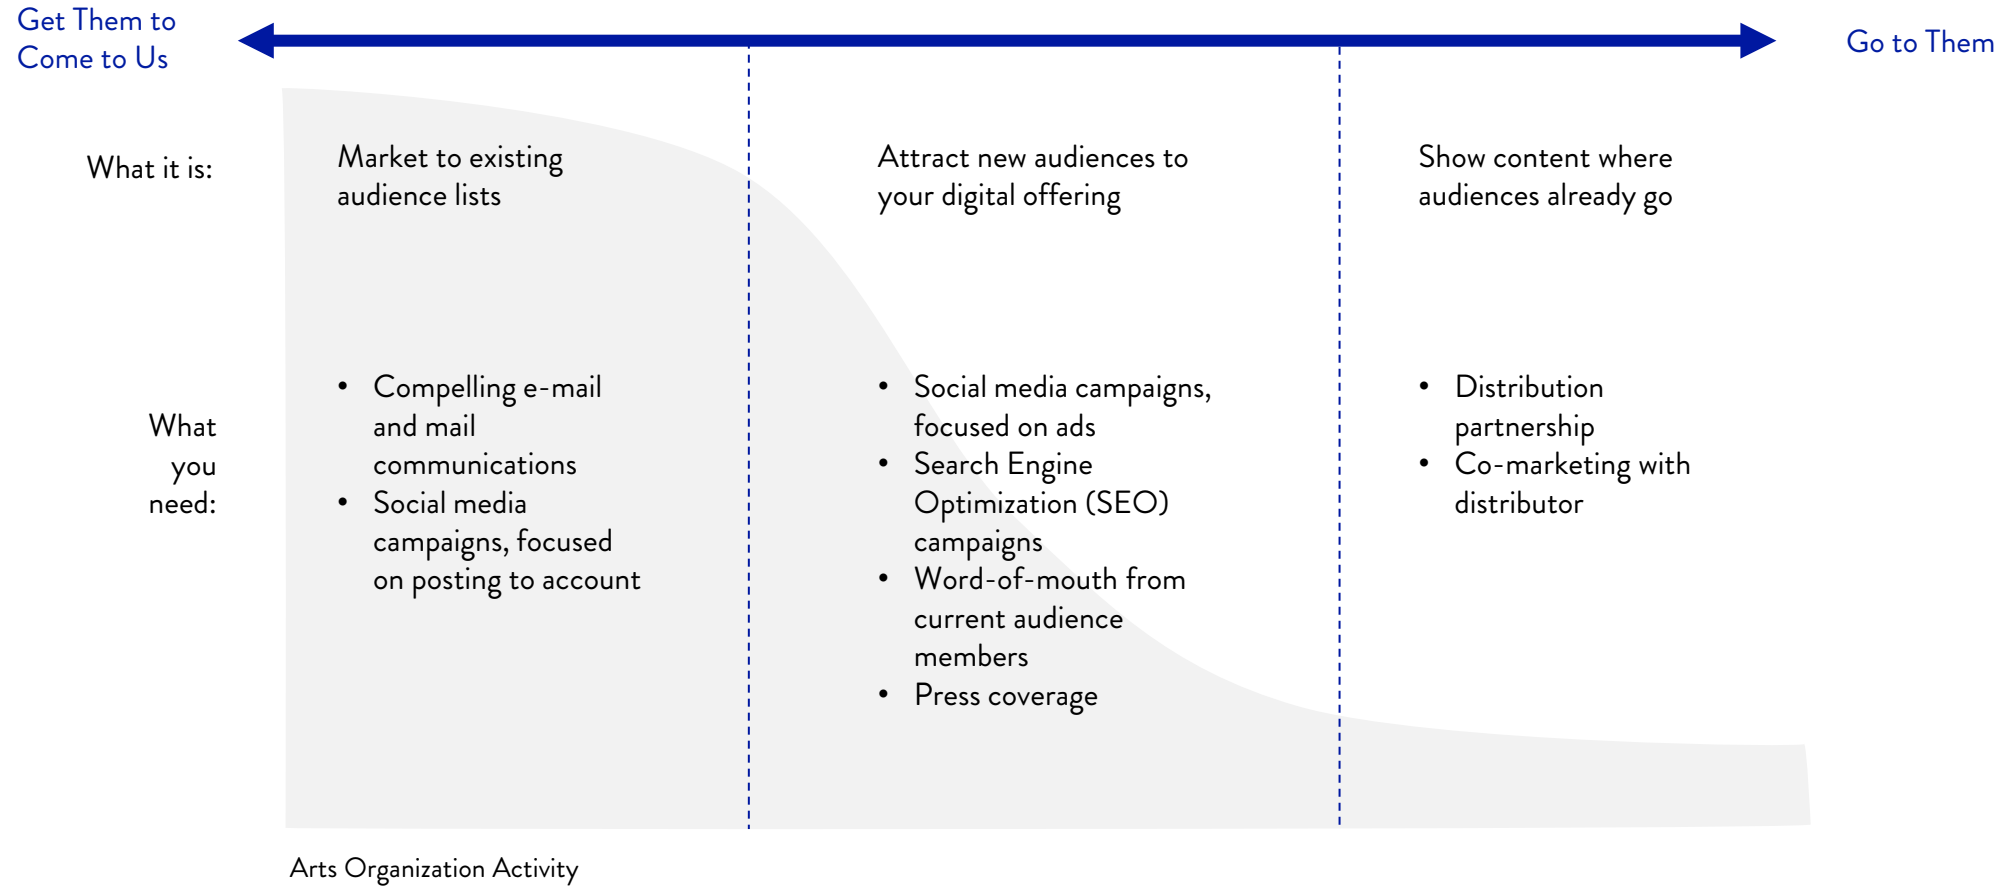 Get Them to
Come to Us
Go to Them
What it is:
Market to existing
audience lists
Attract new audiences to
your digital offering
Show content where
audiences already go
What
you
need:
• Compelling e-mail
and mail
communications
• Social media
campaigns, focused
on posting to account
• Social media campaigns,
focused on ads
• Search Engine
Optimization (SEO)
campaigns
• Word-of-mouth from
current audience
members
• Press coverage
• Distribution
partnership
• Co-marketing with
distributor
Arts Organization Activity